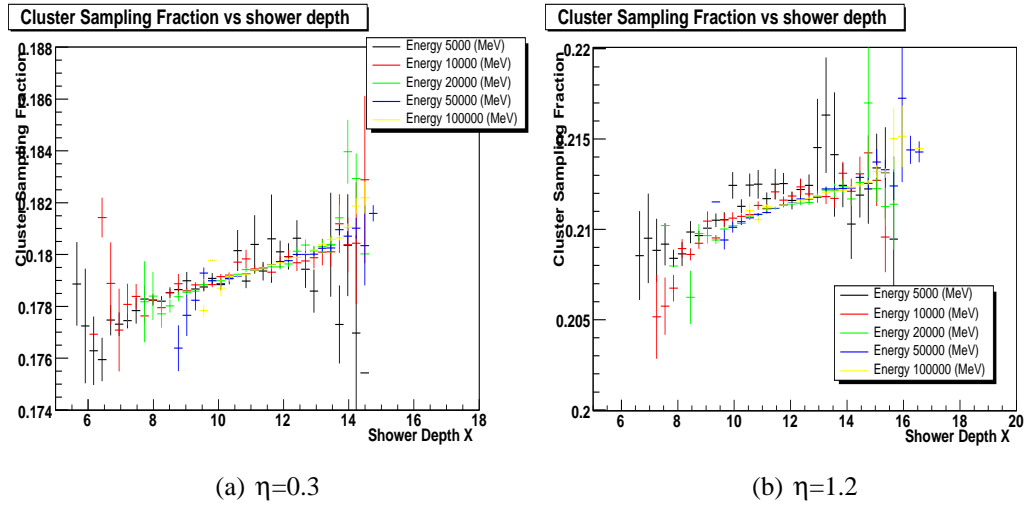 Cluster Sampling Fraction vs shower depth
Cluster Sampling Fraction
0.188
0.186
0.184
0.182
0.18
0.178
0.176
0.174
Energy 5000 (MeV)
Energy 10000 (MeV)
Energy 20000 (MeV)
Energy 50000 (MeV)
Energy 100000 (MeV)
6 8 10 12 14 16 18
Shower Depth X
(a) η=0.3
Cluster Sampling Fraction vs shower depth
Cluster Sampling Fraction
0.22
0.215
0.21
0.205
0.2
Energy 5000 (MeV)
Energy 10000 (MeV)
Energy 20000 (MeV)
Energy 50000 (MeV)
Energy 100000 (MeV)
6 8 10 12 14 16 18 20
Shower Depth X
(b) η=1.2